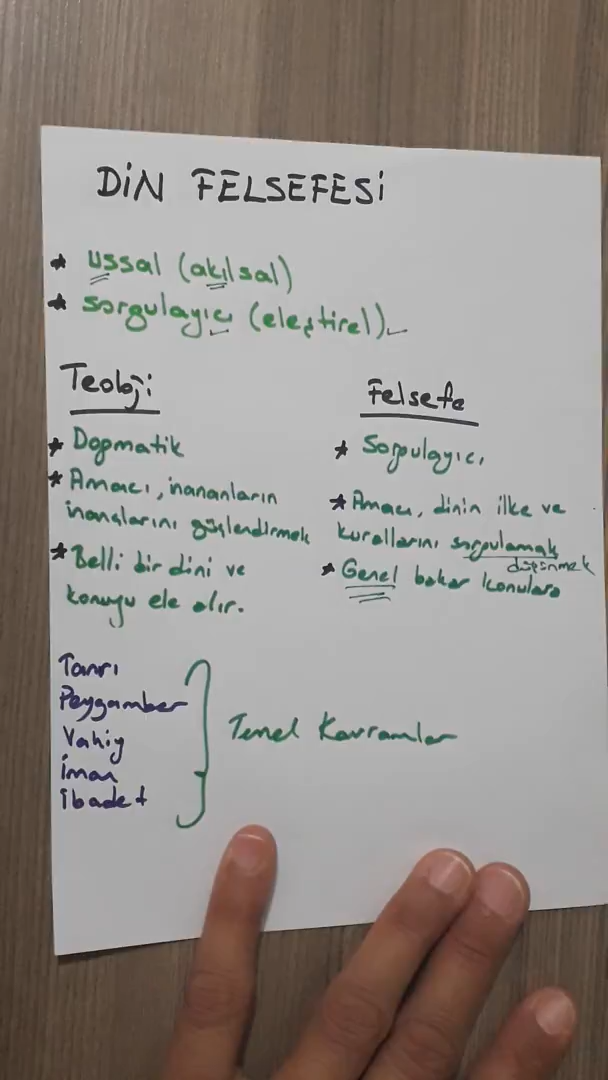 DİN FELSEFESİ
* ussal (akılsal)
* sorgulayıcı (eleştirel)
Teoloji
* Dogmatik
* Amacı, inananların
inançlarını güçlendirmek
* Belli bir dini ve
konuyu ele alır.
Felsefe
* Sorgulayıcı
* Amacı, dinin ilke ve
kurallarını sorgulamak
düşünmek
* Genel bakar konulara
Tanrı
Peygamber
Vahiy
İman
İbadet
Temel Kavramlar